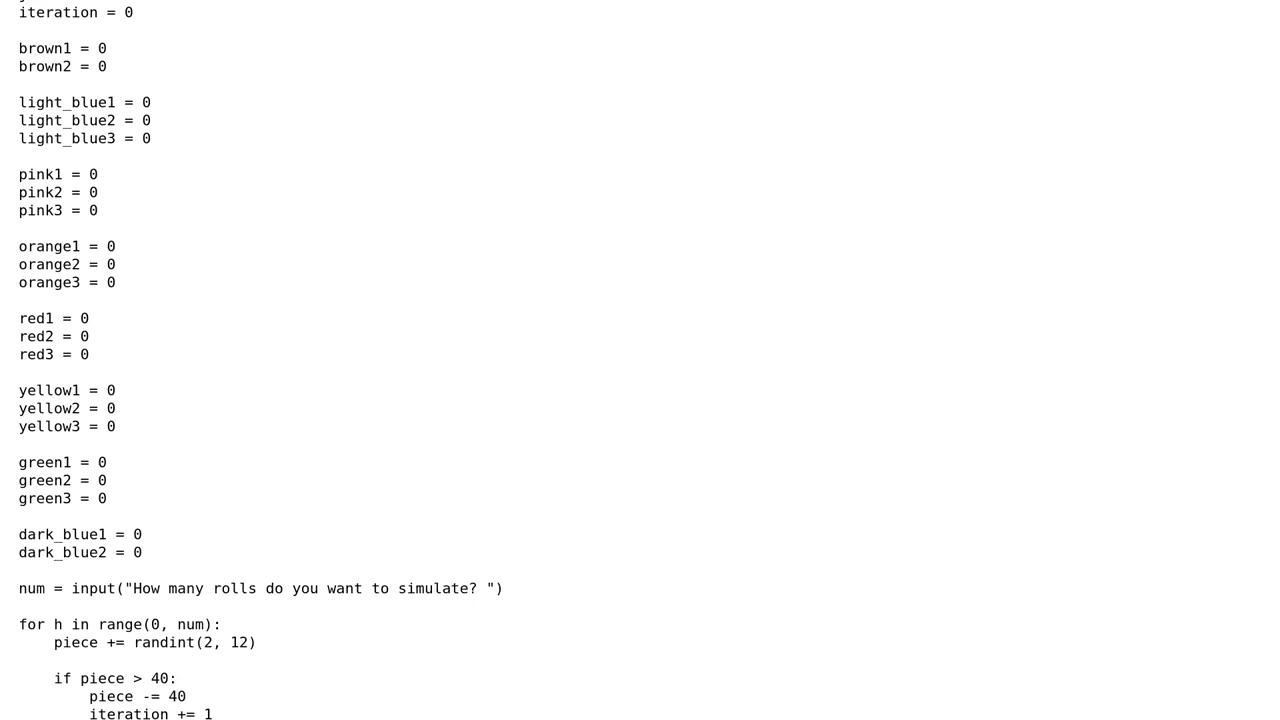 iteration = 0
brown1 = 0
brown2 = 0
light_blue1 = 0
light_blue2 = 0
light_blue3 = 0
pink1 = 0
pink2 = 0
pink3 = 0
orange1 = 0
orange2 = 0
orange3 = 0
red1 = 0
red2 = 0
red3 = 0
yellow1 = 0
yellow2 = 0
yellow3 = 0
green1 = 0
green2 = 0
green3 = 0
dark_blue1 = 0
dark_blue2 = 0
num = input("How many rolls do you want to simulate? ")
for h in range(0, num):
    piece += randint(2, 12)
    if piece > 40:
        piece -= 40
        iteration += 1